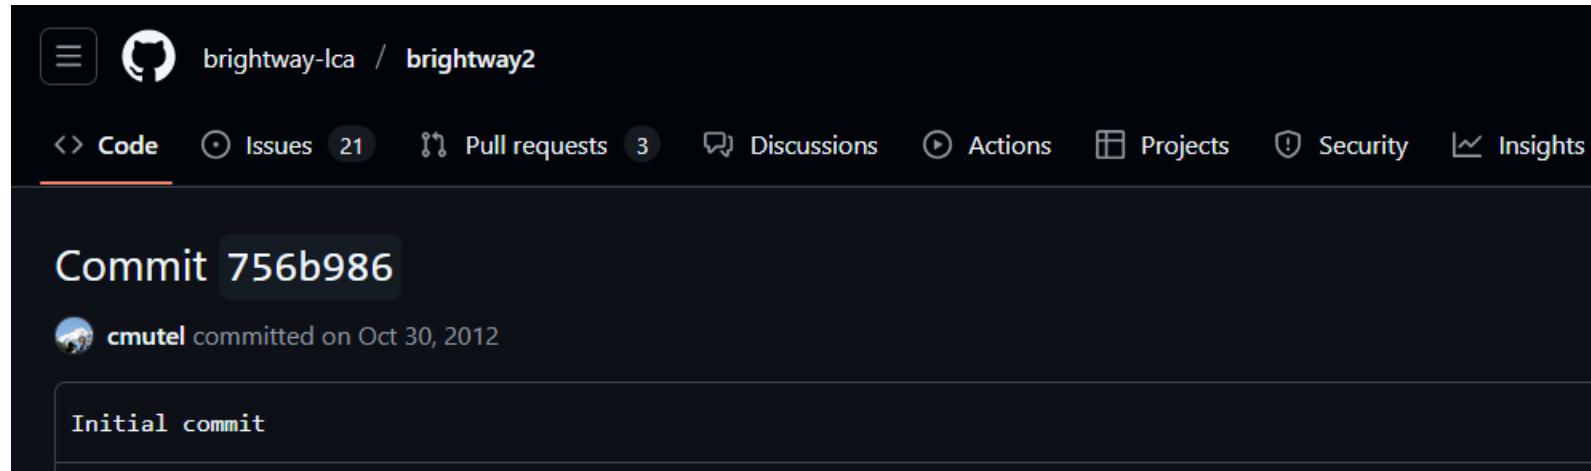 brightway-lca / brightway2
Code Issues 21 Pull requests 3 Discussions Actions Projects Security Insights
Commit 756b986
cmutel committed on Oct 30, 2012
Initial commit